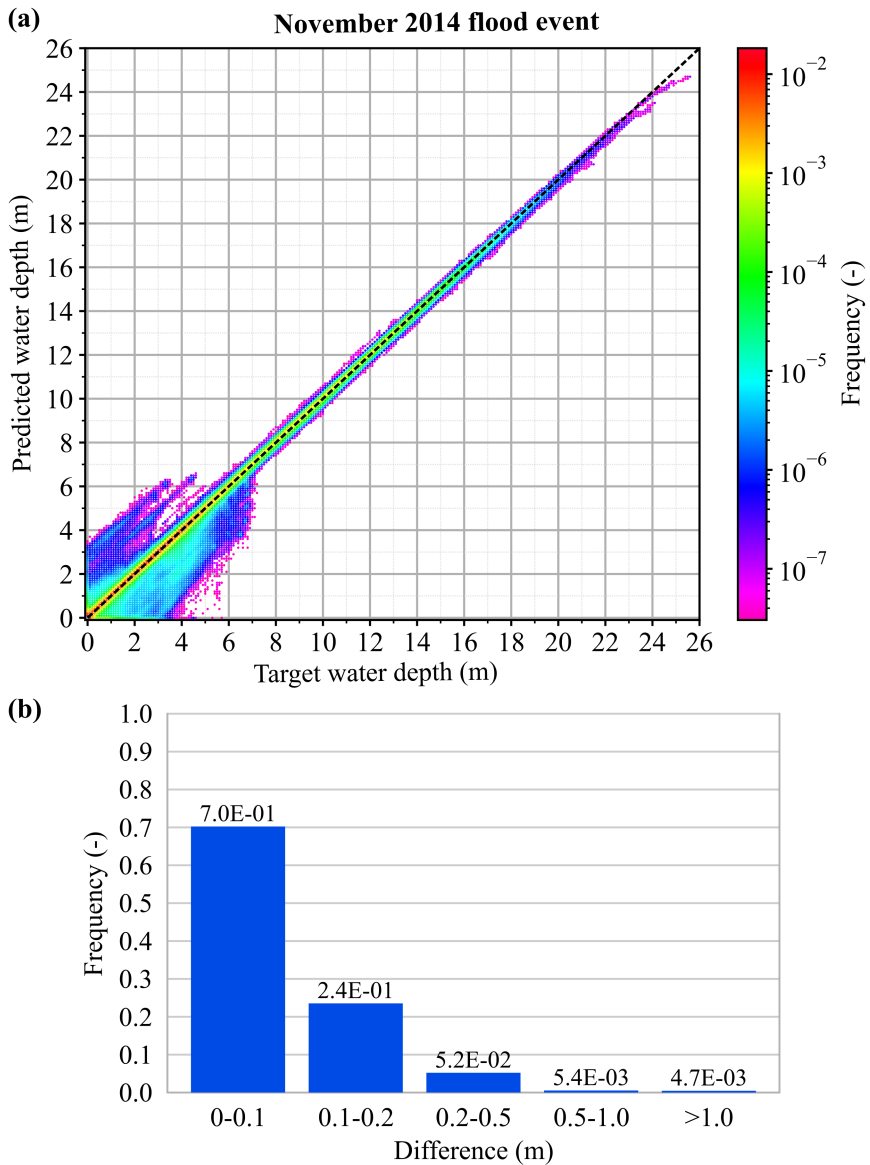 (a)
November 2014 flood event
26
24
22
20
18
16
14
12
10
8
6
4
2
0
Predicted water depth (m)
0 2 4 6 8 10 12 14 16 18 20 22 24 26
Target water depth (m)
10−2
10−3
10−4
10−5
10−6
10−7
Frequency (-)
(b)
1.0
0.9
0.8
0.7
0.6
0.5
0.4
0.3
0.2
0.1
0.0
Frequency (-)
7.0E-01
2.4E-01
5.2E-02
5.4E-03
4.7E-03
0-0.1 0.1-0.2 0.2-0.5 0.5-1.0 >1.0
Difference (m)